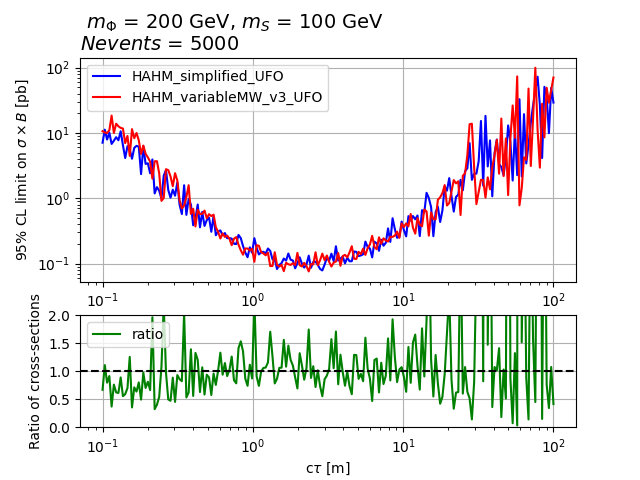 m_Φ = 200 GeV, m_S = 100 GeV
Nevents = 5000
95% CL limit on σ × B [pb]
10²
10¹
10⁰
10⁻¹
HAHM_simplified_UFO
HAHM_variableMW_v3_UFO
10⁻¹ 10⁰ 10¹ 10²
Ratio of cross-sections
2.0
1.5
1.0
0.5
0.0
ratio
10⁻¹ 10⁰ 10¹ 10²
cτ [m]